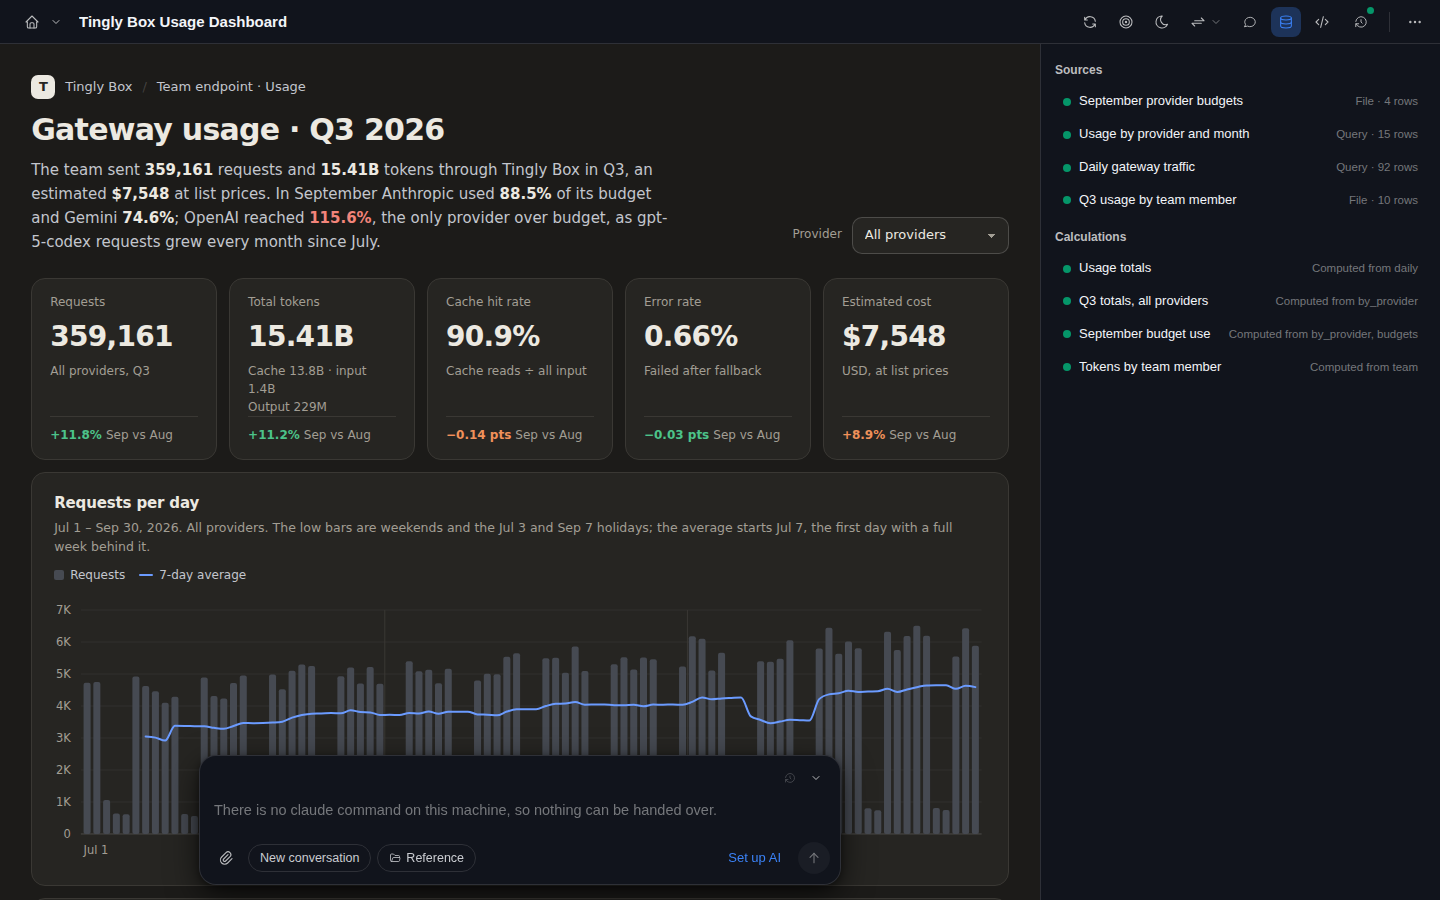 Tingly Box Usage Dashboard
T Tingly Box / Team endpoint · Usage
Gateway usage · Q3 2026
The team sent 359,161 requests and 15.41B tokens through Tingly Box in Q3, an
estimated $7,548 at list prices. In September Anthropic used 88.5% of its budget
and Gemini 74.6%; OpenAI reached 115.6%, the only provider over budget, as gpt-
5-codex requests grew every month since July.
Provider All providers
Requests
359,161
All providers, Q3
+11.8% Sep vs Aug
Total tokens
15.41B
Cache 13.8B · input
1.4B
Output 229M
+11.2% Sep vs Aug
Cache hit rate
90.9%
Cache reads ÷ all input
−0.14 pts Sep vs Aug
Error rate
0.66%
Failed after fallback
−0.03 pts Sep vs Aug
Estimated cost
$7,548
USD, at list prices
+8.9% Sep vs Aug
Requests per day
Jul 1 – Sep 30, 2026. All providers. The low bars are weekends and the Jul 3 and Sep 7 holidays; the average starts Jul 7, the first day with a full
week behind it.
Requests 7-day average
7K
6K
5K
4K
3K
2K
1K
0
Jul 1
There is no claude command on this machine, so nothing can be handed over.
New conversation Reference Set up AI
Sources
September provider budgets File · 4 rows
Usage by provider and month Query · 15 rows
Daily gateway traffic Query · 92 rows
Q3 usage by team member File · 10 rows
Calculations
Usage totals Computed from daily
Q3 totals, all providers Computed from by_provider
September budget use Computed from by_provider, budgets
Tokens by team member Computed from team